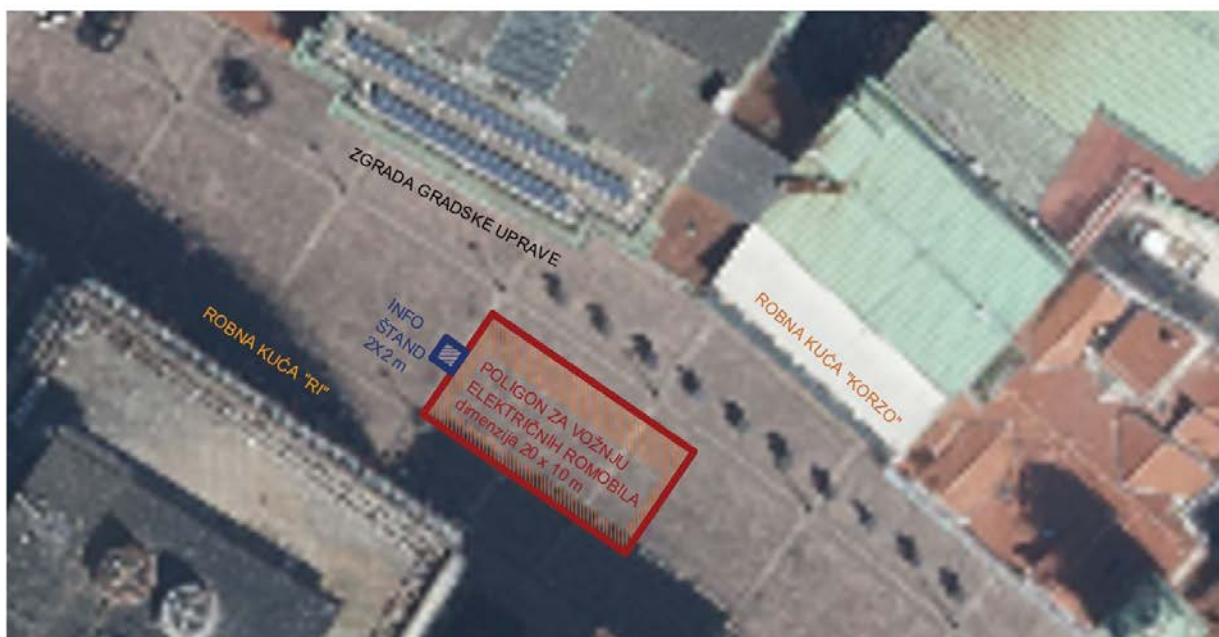 ZGRADA GRADSKE UPRAVE
ROBNA KUĆA "RI"
INFO
ŠTAND
2X2 m
POLIGON ZA VOŽNJU
ELEKTRIČNIH ROMOBILA
dimenzija 20 x 10 m
ROBNA KUĆA "KORZO"